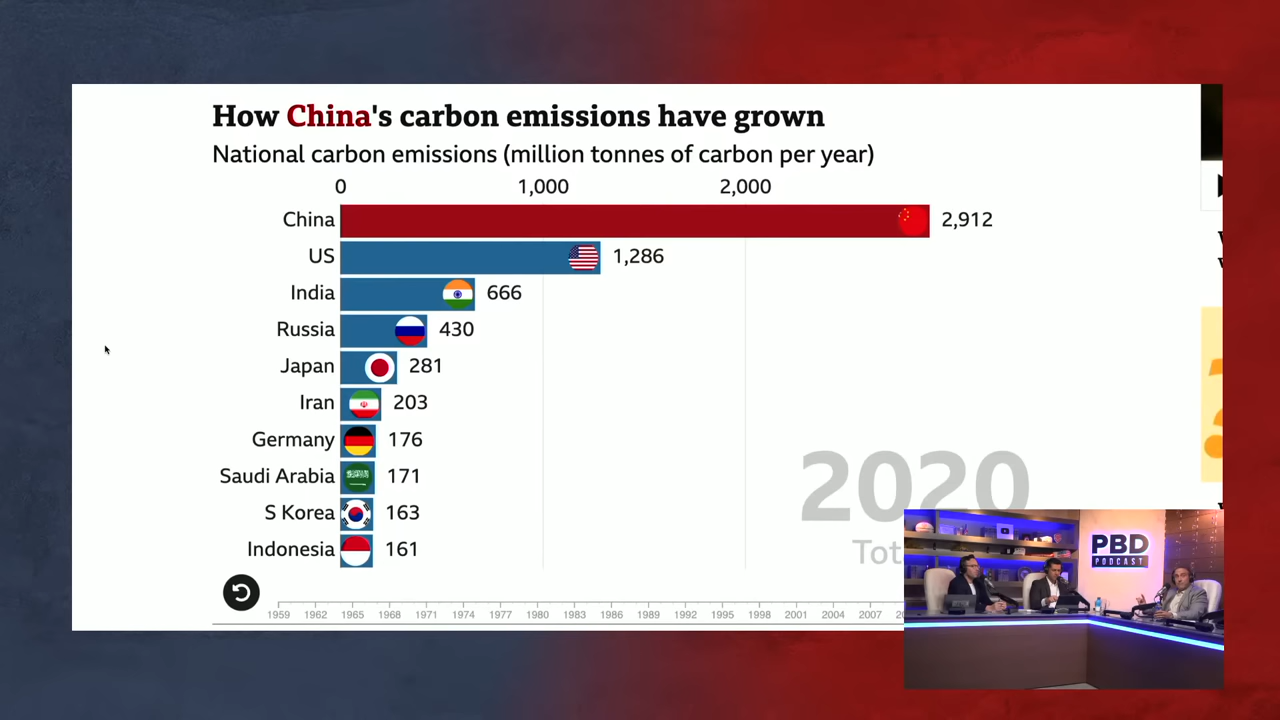 How China's carbon emissions have grown
National carbon emissions (million tonnes of carbon per year)
0 1,000 2,000
China 2,912
US 1,286
India 666
Russia 430
Japan 281
Iran 203
Germany 176
Saudi Arabia 171
S Korea 163
Indonesia 161
2020
Tot
1959 1962 1965 1968 1971 1974 1977 1980 1983 1986 1989 1992 1995 1998 2001 2004 2007
PBD
PODCAST